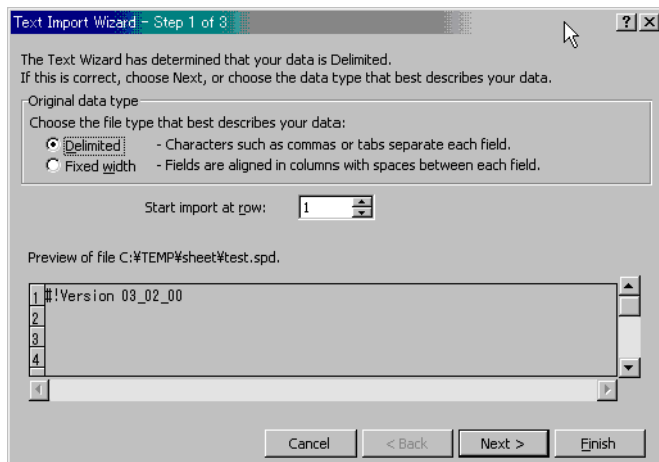 Text Import Wizard - Step 1 of 3
The Text Wizard has determined that your data is Delimited.
If this is correct, choose Next, or choose the data type that best describes your data.
Original data type
Choose the file type that best describes your data:
Delimited - Characters such as commas or tabs separate each field.
Fixed width - Fields are aligned in columns with spaces between each field.
Start import at row: 1
Preview of file C:¥TEMP¥sheet¥test.spd.
1 #!Version 03_02_00
2
3
4
Cancel < Back Next > Finish